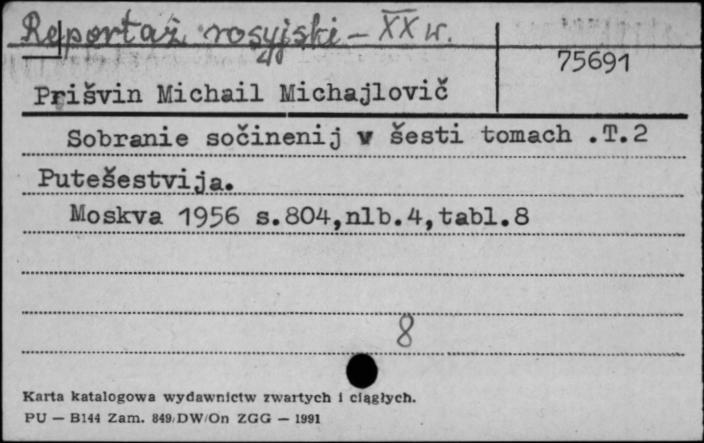 Reportaż rosyjski - XX w.
75691
Prišvin Michail Michajlovič
Sobranie sočinenij v šesti tomach .T.2
Putešestvija.
Moskva 1956 s.804,nlb.4,tabl.8
8
Karta katalogowa wydawnictw zwartych i ciągłych.
PU — B144 Zam. 849/DW/On ZGG — 1991